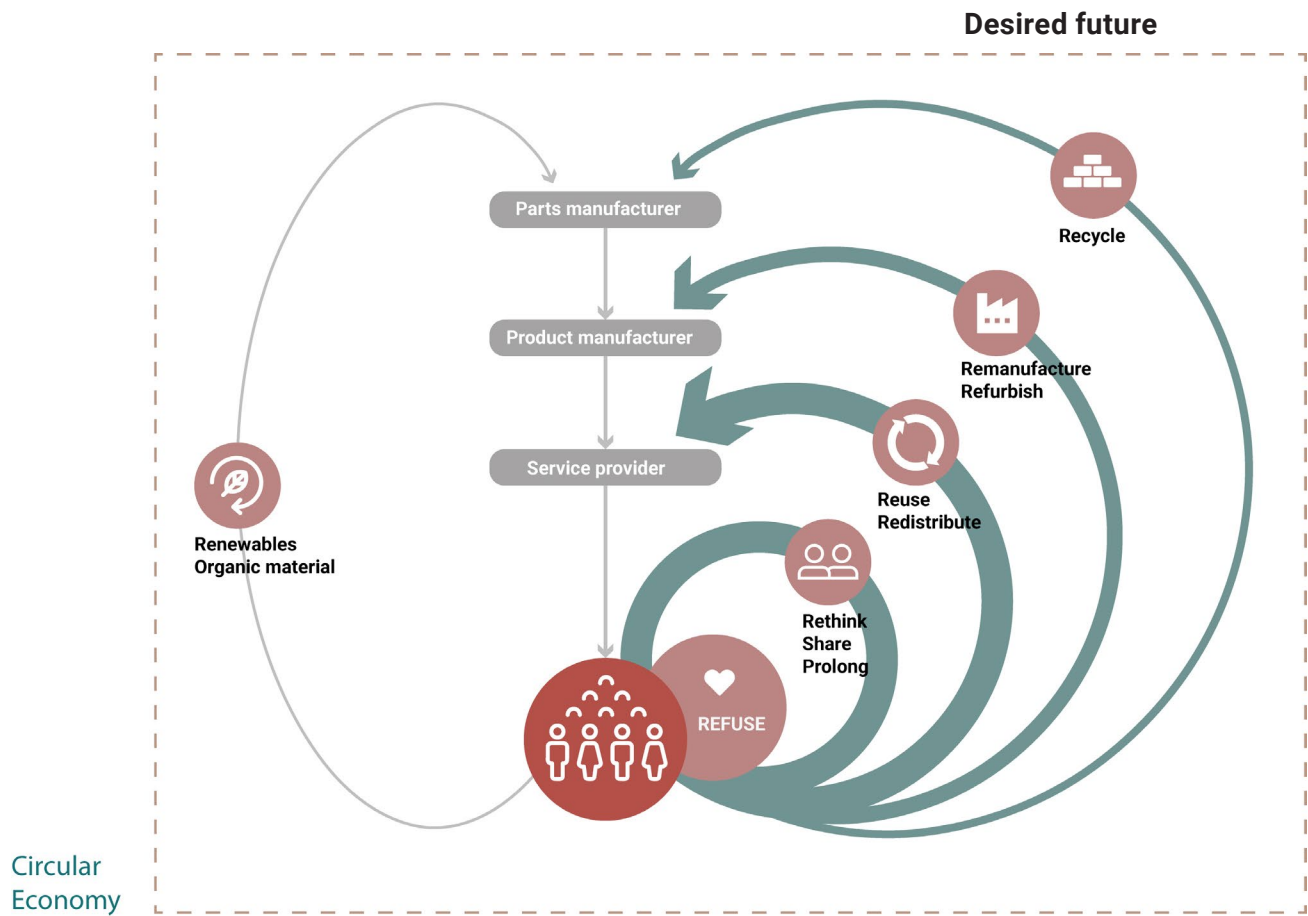 Desired future
Parts manufacturer
Recycle
Product manufacturer
Remanufacture
Refurbish
Service provider
Reuse
Redistribute
Renewables
Organic material
Rethink
Share
Prolong
REFUSE
Circular
Economy